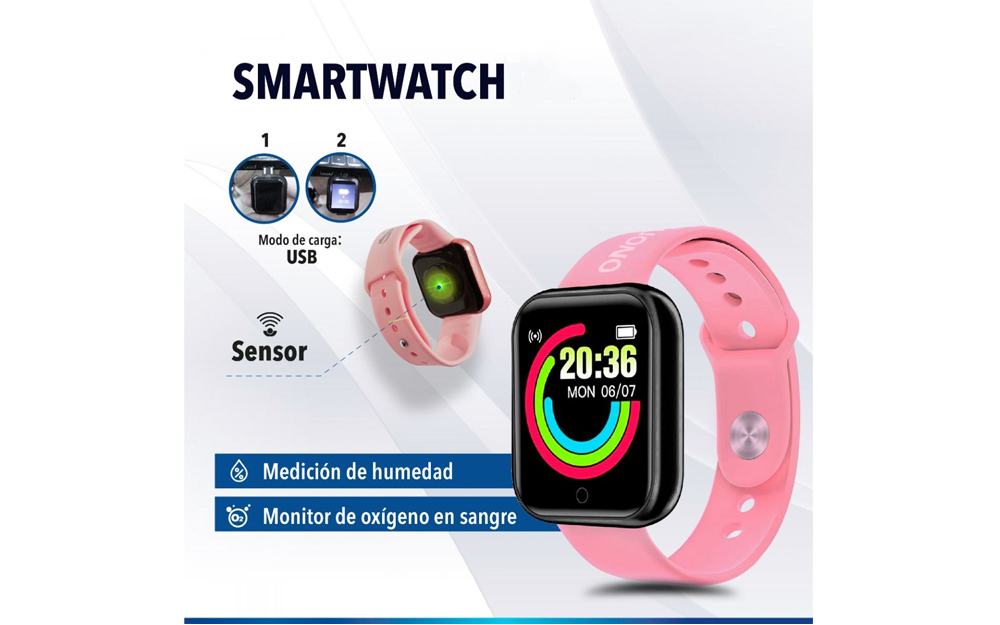 SMARTWATCH
1 2
Modo de carga:
USB
Sensor
20:36
MON 06/07
Medición de humedad
O2
Monitor de oxígeno en sangre